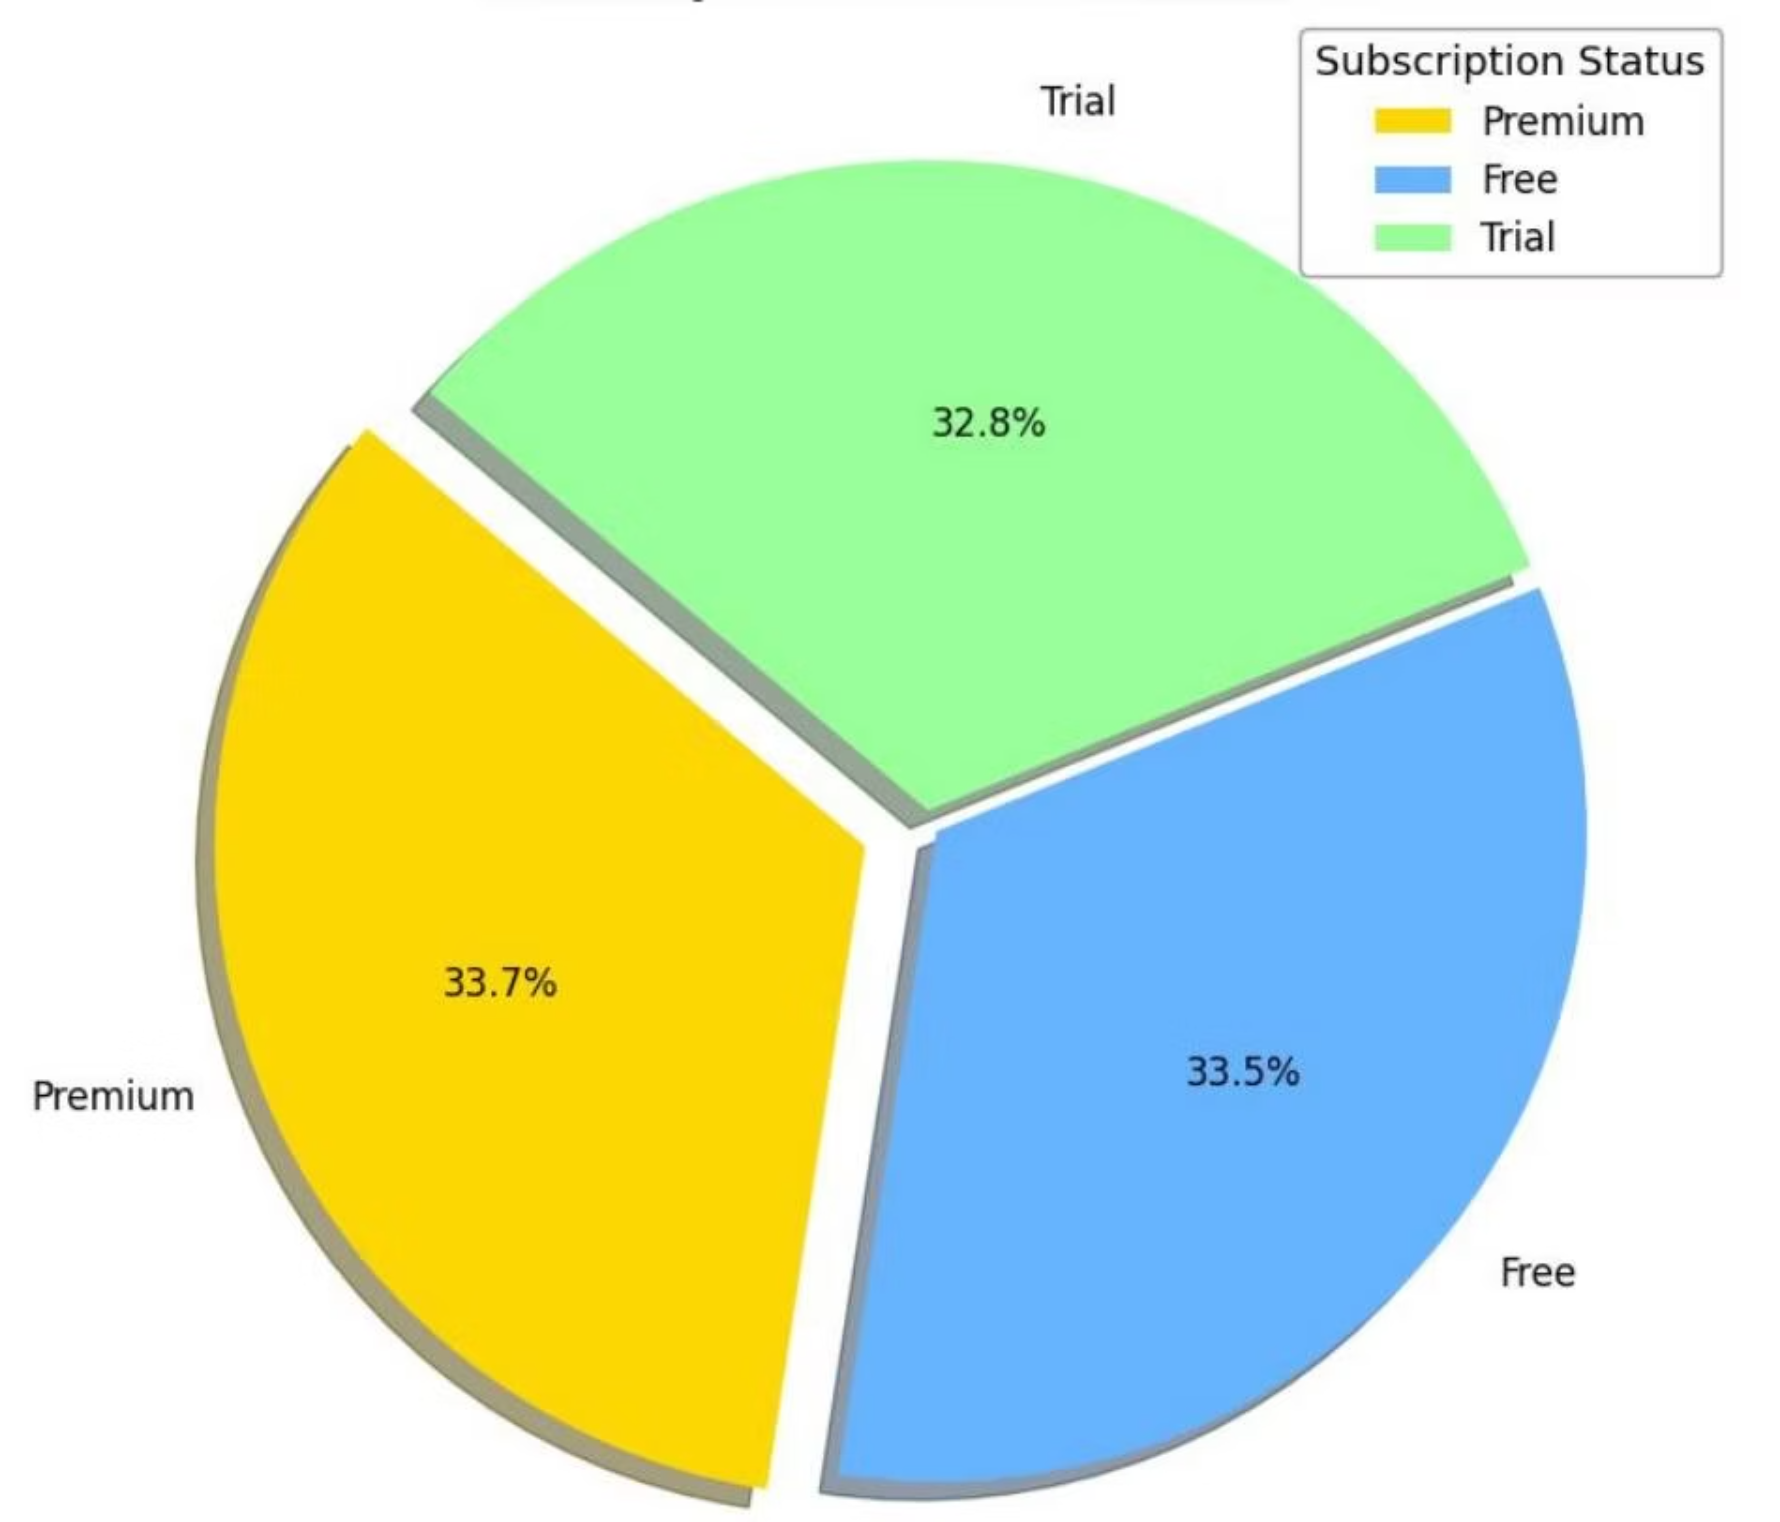 Subscription Status
Premium
Free
Trial
Trial
32.8%
33.7%
33.5%
Premium
Free